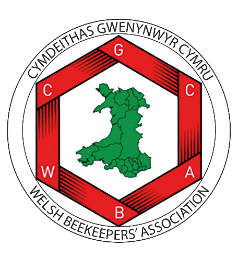 CYMDEITHAS GWENYNWYR CYMRU
G
C
C
W
A
B
WELSH BEEKEEPERS' ASSOCIATION